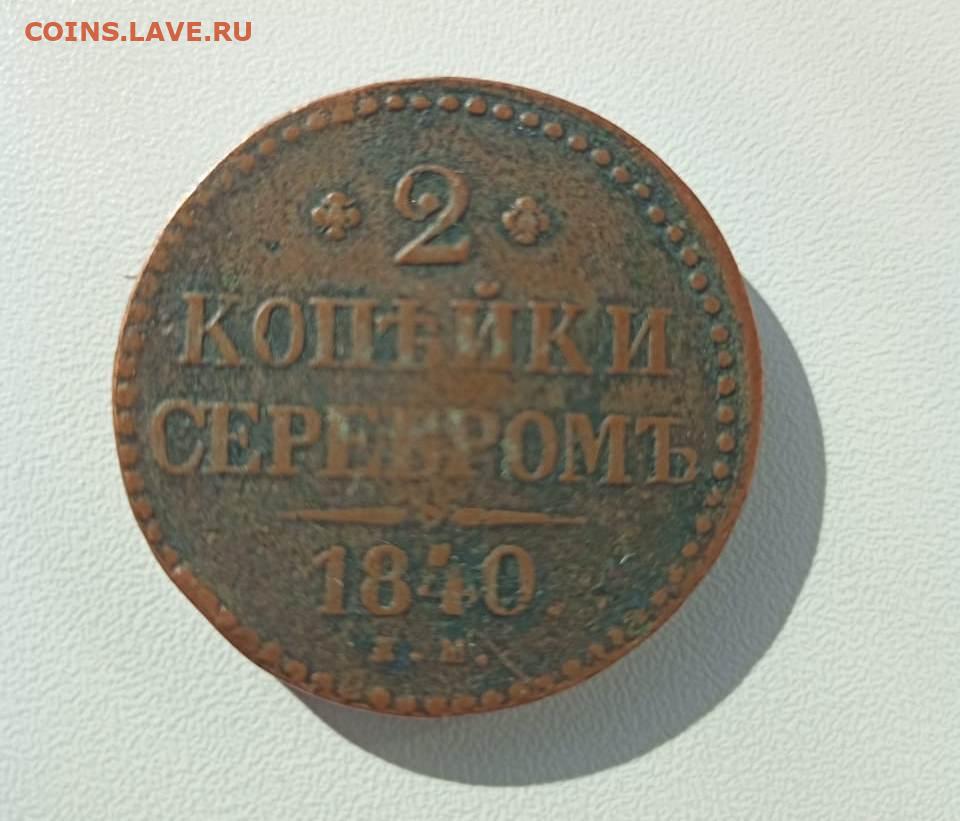 COINS.LAVE.RU
2
КОПѢЙКИ
СЕРЕБРОМЪ
1840.